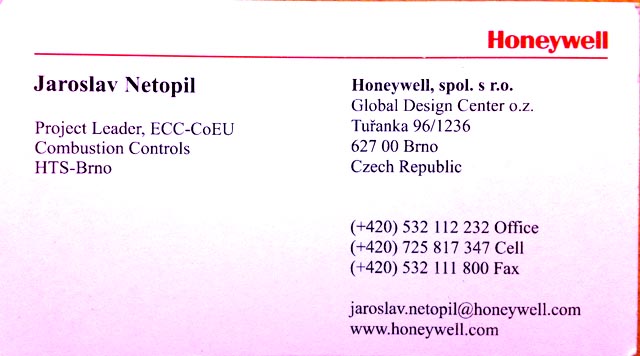 Honeywell
Jaroslav Netopil
Project Leader, ECC-CoEU
Combustion Controls
HTS-Brno
Honeywell, spol. s r.o.
Global Design Center o.z.
Tuřanka 96/1236
627 00 Brno
Czech Republic
(+420) 532 112 232 Office
(+420) 725 817 347 Cell
(+420) 532 111 800 Fax
jaroslav.netopil@honeywell.com
www.honeywell.com